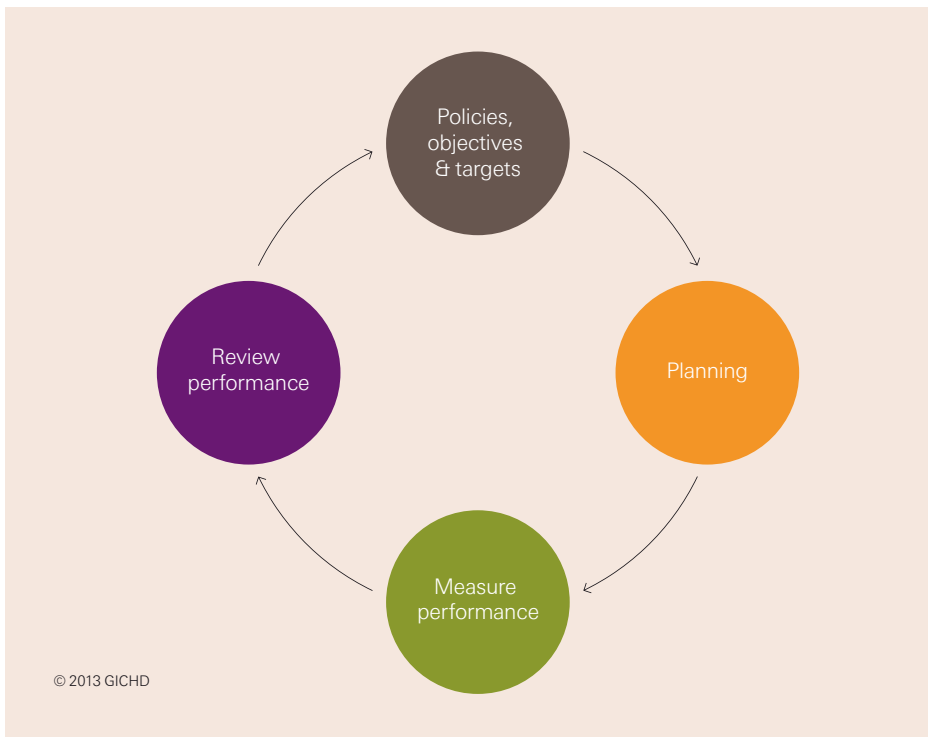 Policies,
objectives
& targets
Planning
Measure
performance
Review
performance
© 2013 GICHD